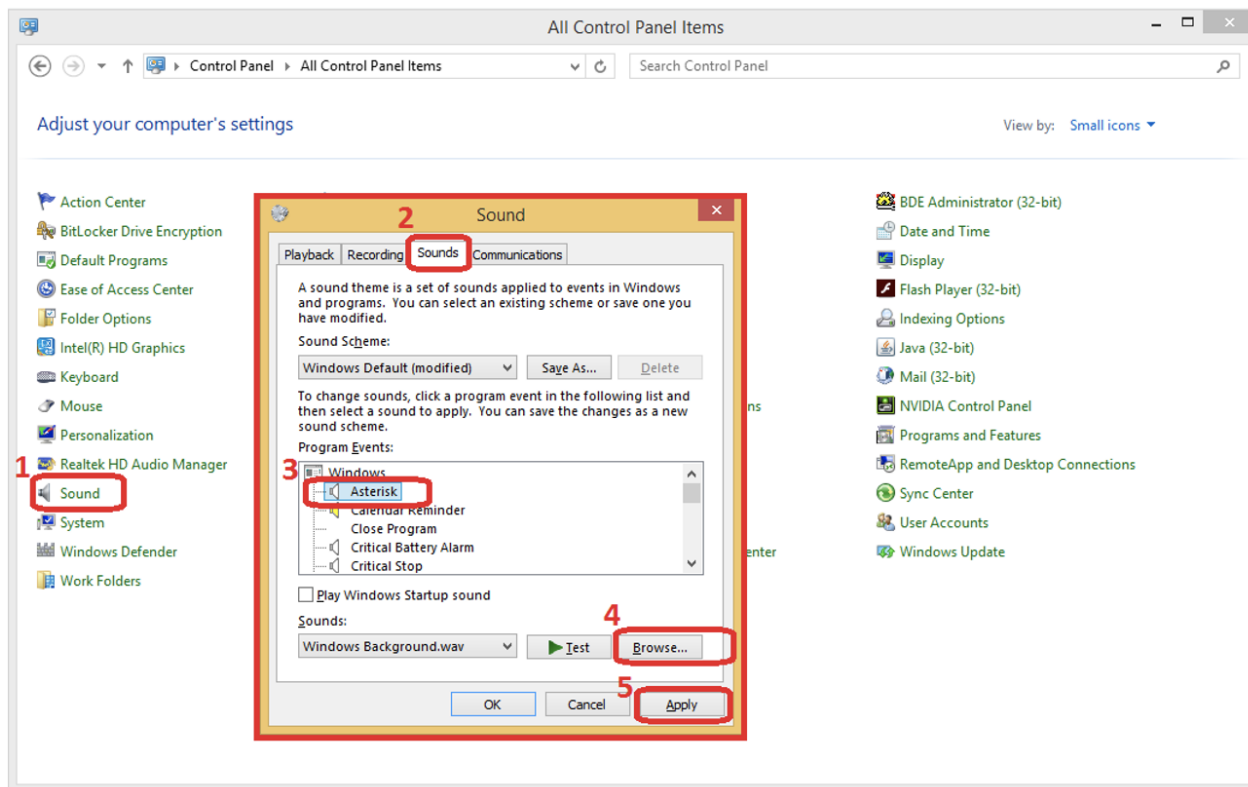 All Control Panel Items
Control Panel All Control Panel Items
Search Control Panel
Adjust your computer's settings
View by: Small icons
Action Center
BitLocker Drive Encryption
Default Programs
Ease of Access Center
Folder Options
Intel(R) HD Graphics
Keyboard
Mouse
Personalization
1
Realtek HD Audio Manager
Sound
System
Windows Defender
Work Folders
2
Sound
Playback Recording Sounds Communications
A sound theme is a set of sounds applied to events in Windows
and programs. You can select an existing scheme or save one you
have modified.
Sound Scheme:
Windows Default (modified) Save As... Delete
To change sounds, click a program event in the following list and
then select a sound to apply. You can save the changes as a new
sound scheme.
Program Events:
3
Windows
Asterisk
Calendar Reminder
Close Program
Critical Battery Alarm
Critical Stop
Play Windows Startup sound
4
Sounds:
Windows Background.wav Test Browse...
5
OK Cancel Apply
ns
enter
BDE Administrator (32-bit)
Date and Time
Display
Flash Player (32-bit)
Indexing Options
Java (32-bit)
Mail (32-bit)
NVIDIA Control Panel
Programs and Features
RemoteApp and Desktop Connections
Sync Center
User Accounts
Windows Update